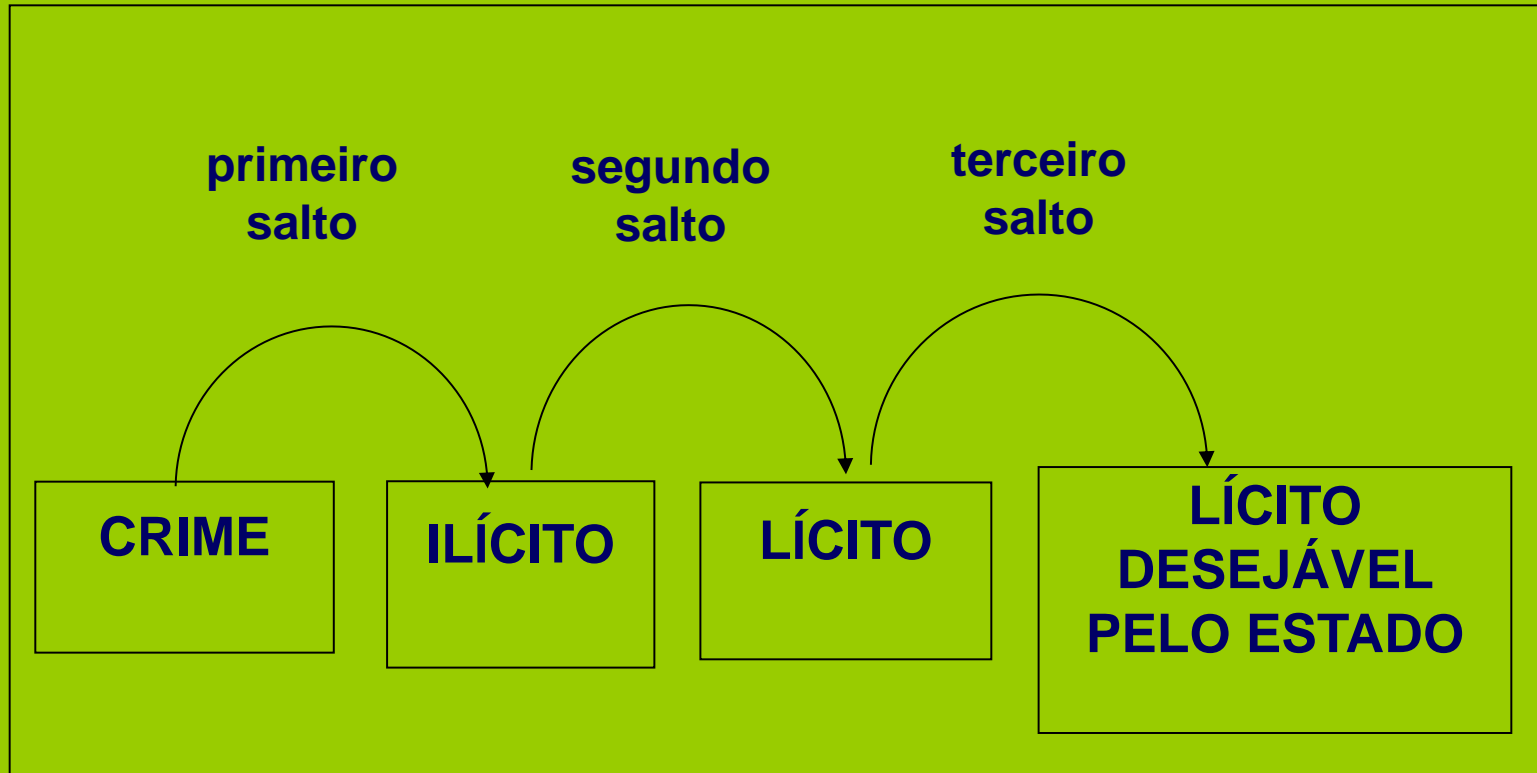 primeiro
salto
segundo
salto
terceiro
salto
CRIME
ILÍCITO
LÍCITO
LÍCITO
DESEJÁVEL
PELO ESTADO